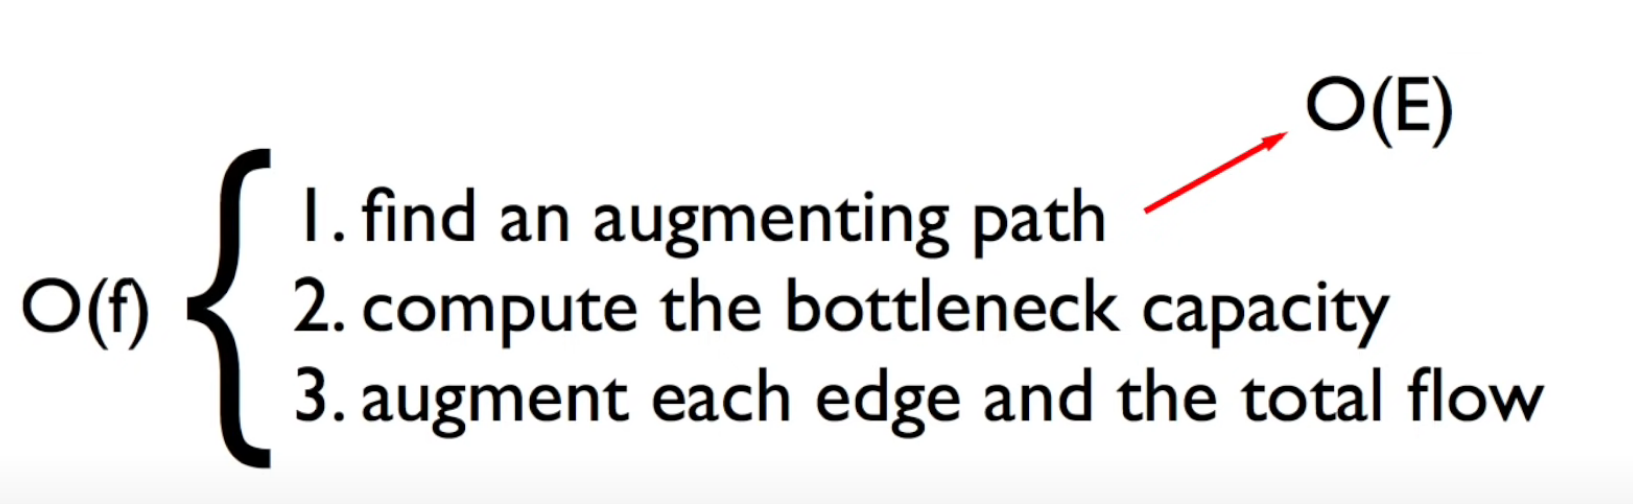 O(E)
1. find an augmenting path
O(f)
2. compute the bottleneck capacity
3. augment each edge and the total flow